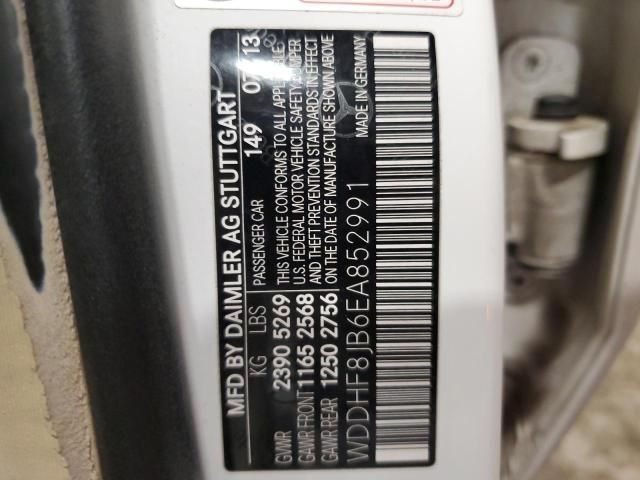 MFD BY DAIMLER AG STUTTGART
KG LBS PASSENGER CAR 149
GVWR 2390 5269 THIS VEHICLE CONFORMS TO ALL APPLICABLE
U.S. FEDERAL MOTOR VEHICLE SAFETY, BUMPER
GAWR FRONT 1165 2568 AND THEFT PREVENTION STANDARDS IN EFFECT
GAWR REAR 1250 2756 ON THE DATE OF MANUFACTURE SHOWN ABOVE
WDDHF8JB6EA852991 MADE IN GERMANY